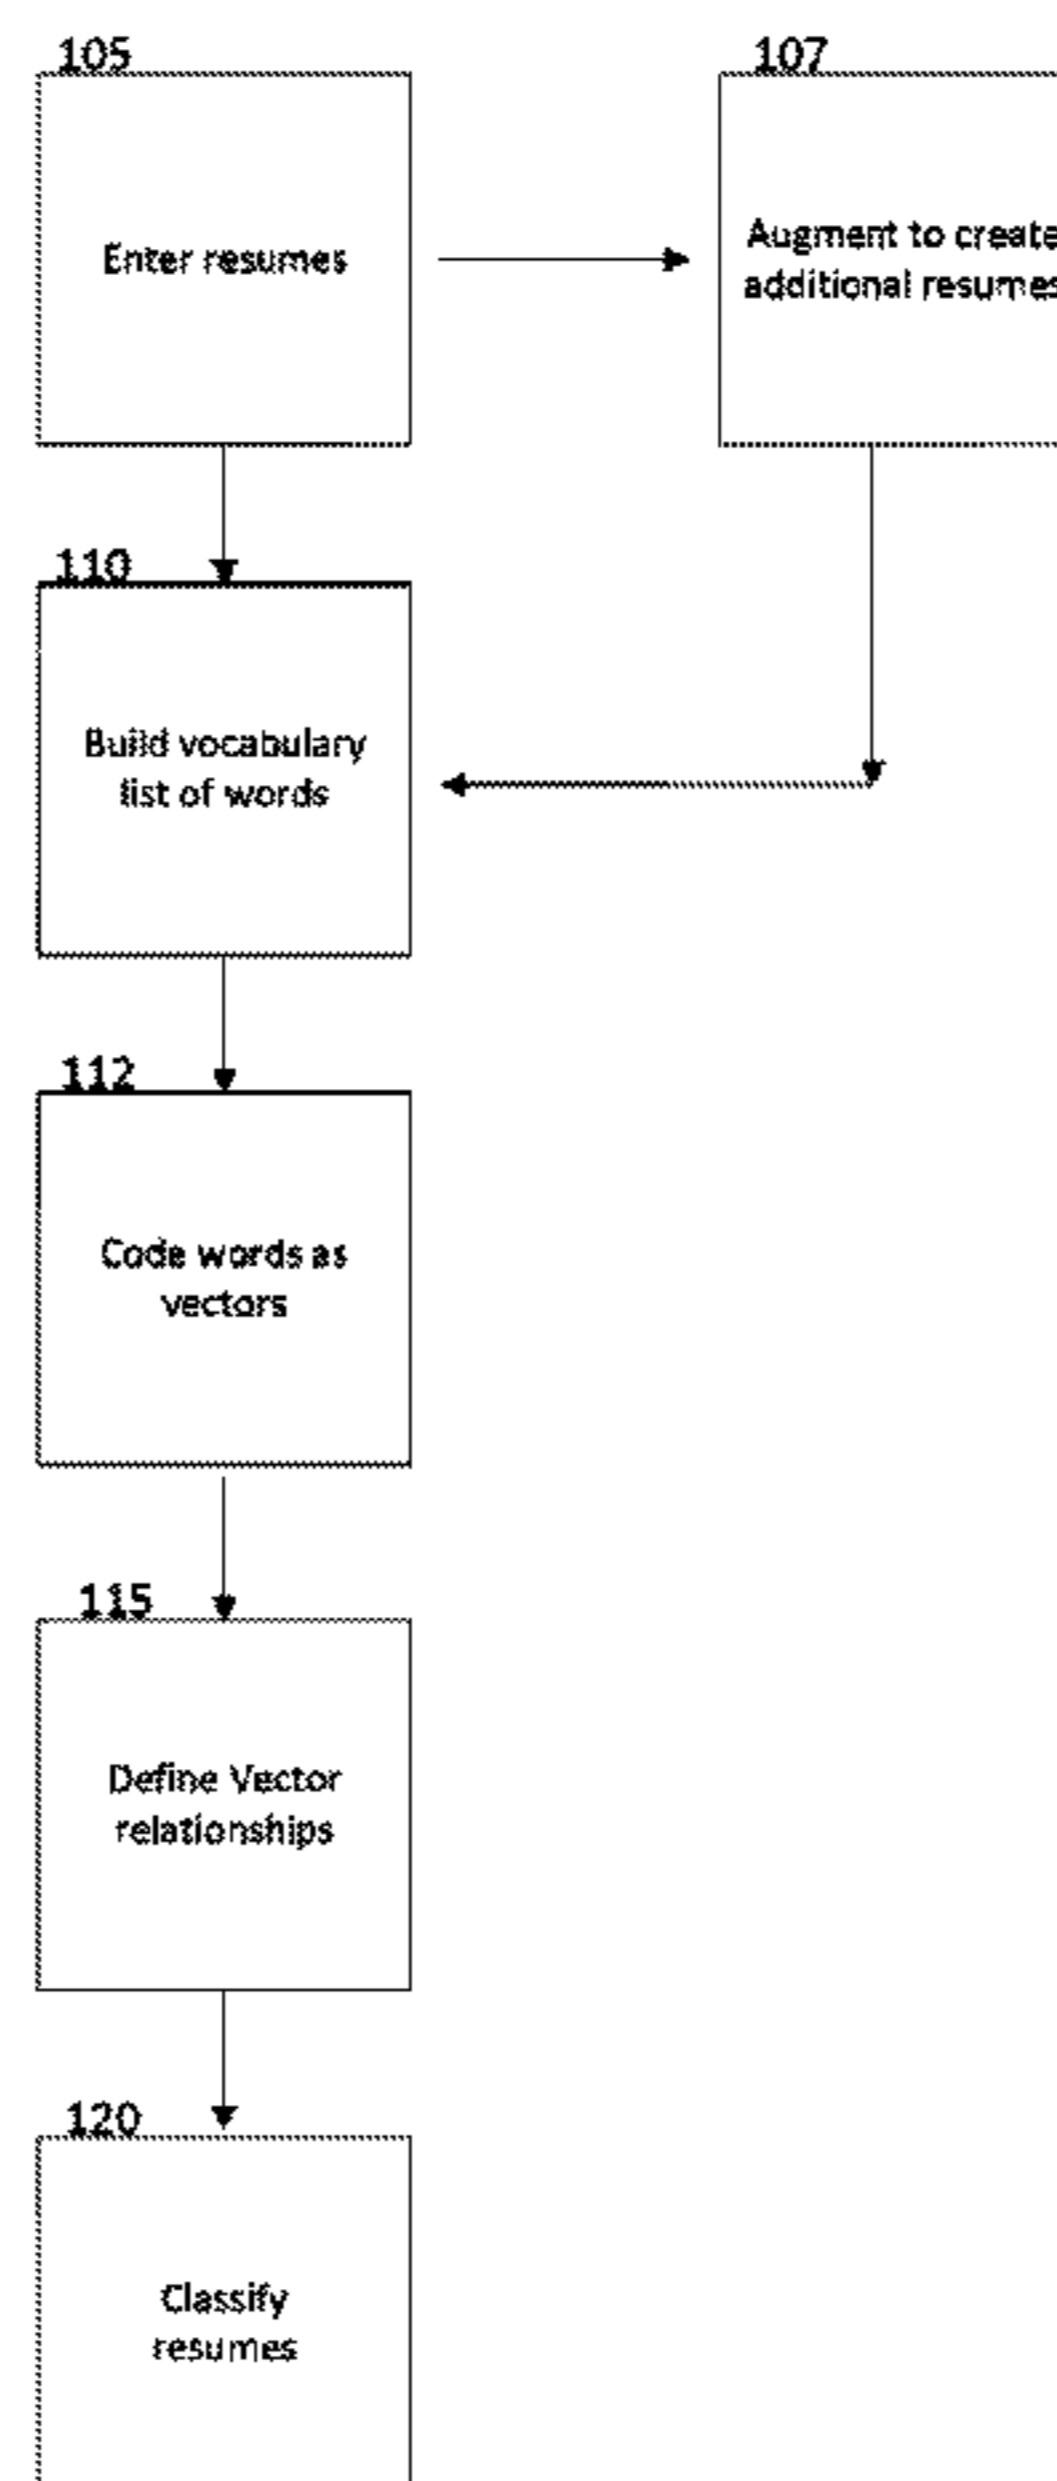 105
107
Enter resumes
Augment to create
additional resumes
110
Build vocabulary
list of words
112
Code words as
vectors
115
Define Vector
relationships
120
Classify
resumes